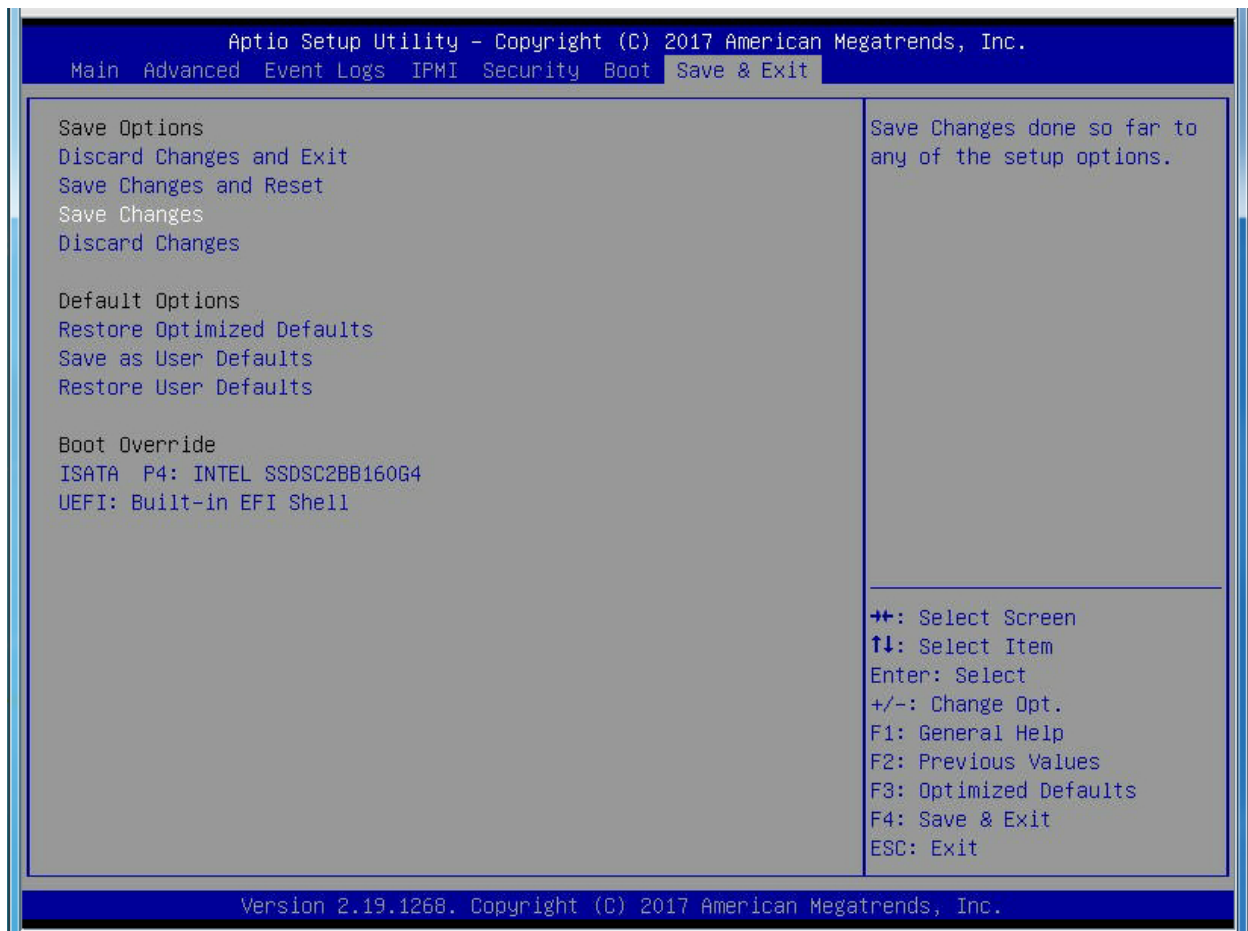 Aptio Setup Utility – Copyright (C) 2017 American Megatrends, Inc.
Main Advanced Event Logs IPMI Security Boot Save & Exit
Save Options
Discard Changes and Exit
Save Changes and Reset
Save Changes
Discard Changes
Default Options
Restore Optimized Defaults
Save as User Defaults
Restore User Defaults
Boot Override
ISATA P4: INTEL SSDSC2BB160G4
UEFI: Built-in EFI Shell
Save Changes done so far to
any of the setup options.
→←: Select Screen
↑↓: Select Item
Enter: Select
+/-: Change Opt.
F1: General Help
F2: Previous Values
F3: Optimized Defaults
F4: Save & Exit
ESC: Exit
Version 2.19.1268. Copyright (C) 2017 American Megatrends, Inc.